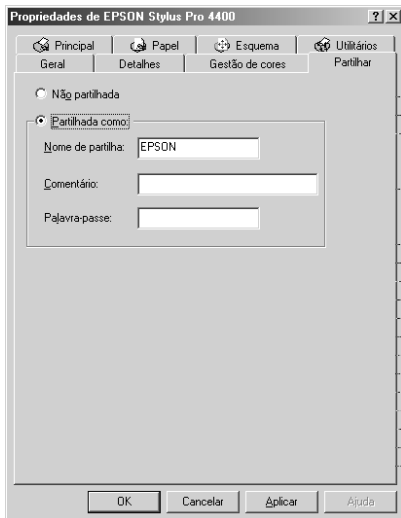 Propriedades de EPSON Stylus Pro 4400 ? x
Principal Papel Esquema Utilitários
Geral Detalhes Gestão de cores Partilhar
Não partilhada
Partilhada como:
Nome de partilha: EPSON
Comentário:
Palavra-passe:
OK Cancelar Aplicar Ajuda